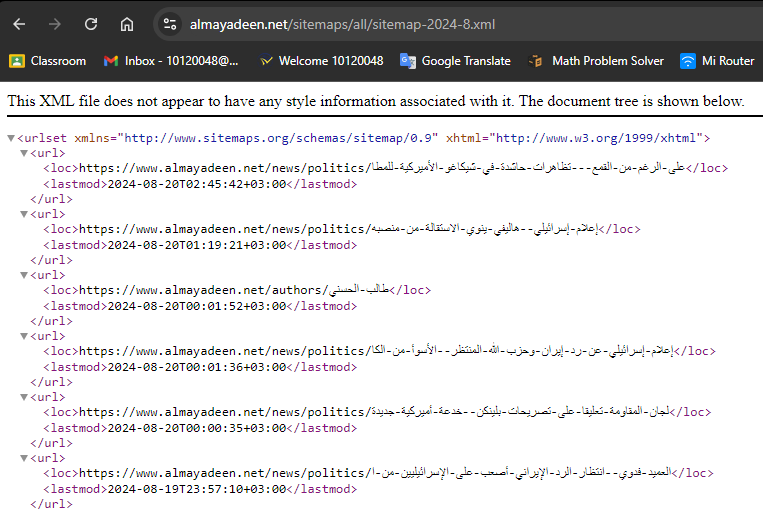 almayadeen.net/sitemaps/all/sitemap-2024-8.xml
Classroom
Inbox - 10120048@...
Welcome 10120048
Google Translate
Math Problem Solver
Mi Router
This XML file does not appear to have any style information associated with it. The document tree is shown below.
<urlset xmlns="http://www.sitemaps.org/schemas/sitemap/0.9" xhtml="http://www.w3.org/1999/xhtml">
<url>
<loc>https://www.almayadeen.net/news/politics/على-الرغم-من-القمع---تظاهرات-حاشدة-في-شيكاغو-الأميركية-للمطا</loc>
<lastmod>2024-08-20T02:45:42+03:00</lastmod>
</url>
<url>
<loc>https://www.almayadeen.net/news/politics/إعلام-إسرائيلي--هاليفي-ينوي-الاستقالة-من-منصبه</loc>
<lastmod>2024-08-20T01:19:21+03:00</lastmod>
</url>
<url>
<loc>https://www.almayadeen.net/authors/طالب-الحسني</loc>
<lastmod>2024-08-20T00:01:52+03:00</lastmod>
</url>
<url>
<loc>https://www.almayadeen.net/news/politics/إعلام-إسرائيلي-عن-رد-إيران-وحزب-الله-المنتظر--الأسوأ-من-الكا</loc>
<lastmod>2024-08-20T00:01:36+03:00</lastmod>
</url>
<url>
<loc>https://www.almayadeen.net/news/politics/لجان-المقاومة-تعليقا-على-تصريحات-بلينكن--خدعة-أميركية-جديدة</loc>
<lastmod>2024-08-20T00:00:35+03:00</lastmod>
</url>
<url>
<loc>https://www.almayadeen.net/news/politics/العميد-فدوي--انتظار-الرد-الإيراني-أصعب-على-الإسرائيليين-من-ا</loc>
<lastmod>2024-08-19T23:57:10+03:00</lastmod>
</url>